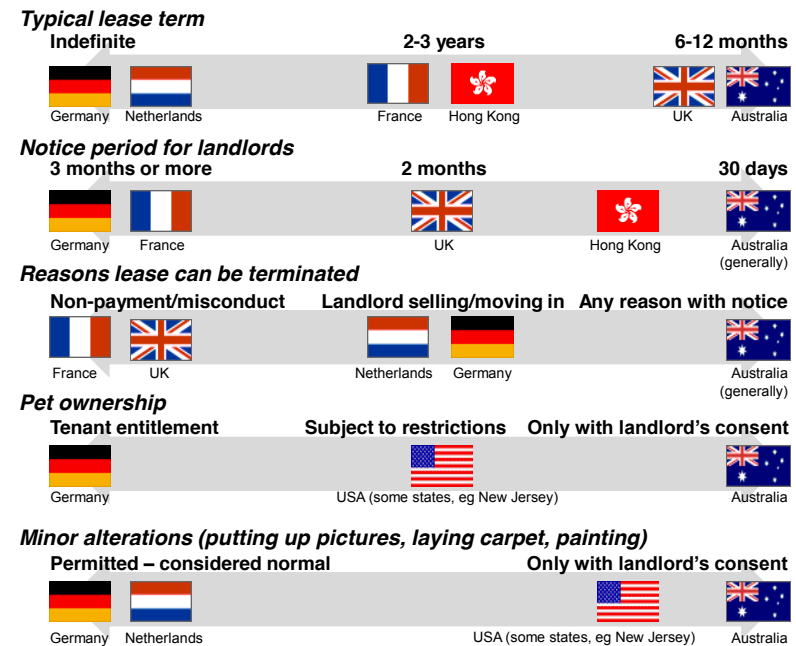 Typical lease term
Indefinite 2-3 years 6-12 months
Germany Netherlands France Hong Kong UK Australia
Notice period for landlords
3 months or more 2 months 30 days
Germany France UK Hong Kong Australia
(generally)
Reasons lease can be terminated
Non-payment/misconduct Landlord selling/moving in Any reason with notice
France UK Netherlands Germany Australia
(generally)
Pet ownership
Tenant entitlement Subject to restrictions Only with landlord’s consent
Germany USA (some states, eg New Jersey) Australia
Minor alterations (putting up pictures, laying carpet, painting)
Permitted – considered normal Only with landlord’s consent
Germany Netherlands USA (some states, eg New Jersey) Australia